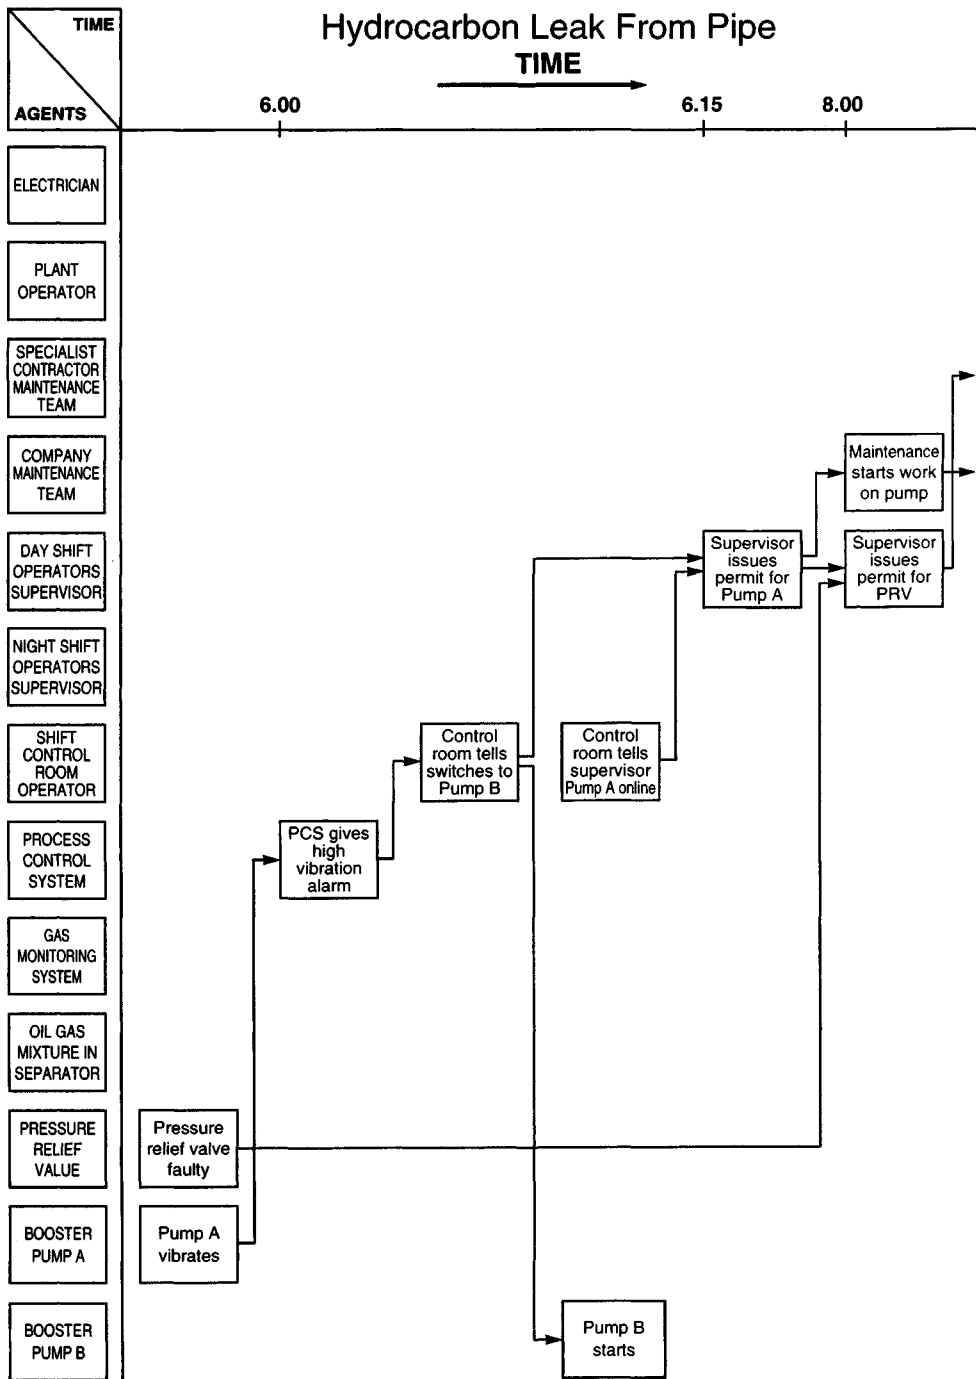 TIME
AGENTS
Hydrocarbon Leak From Pipe
TIME
6.00
6.15
8.00
ELECTRICIAN
PLANT
OPERATOR
SPECIALIST
CONTRACTOR
MAINTENANCE
TEAM
COMPANY
MAINTENANCE
TEAM
Maintenance
starts work
on pump
DAY SHIFT
OPERATORS
SUPERVISOR
Supervisor
issues
permit for
Pump A
Supervisor
issues
permit for
PRV
NIGHT SHIFT
OPERATORS
SUPERVISOR
SHIFT
CONTROL
ROOM
OPERATOR
Control
room tells
switches to
Pump B
Control
room tells
supervisor
Pump A online
PROCESS
CONTROL
SYSTEM
PCS gives
high
vibration
alarm
GAS
MONITORING
SYSTEM
OIL GAS
MIXTURE IN
SEPARATOR
PRESSURE
RELIEF
VALUE
Pressure
relief valve
faulty
BOOSTER
PUMP A
Pump A
vibrates
BOOSTER
PUMP B
Pump B
starts